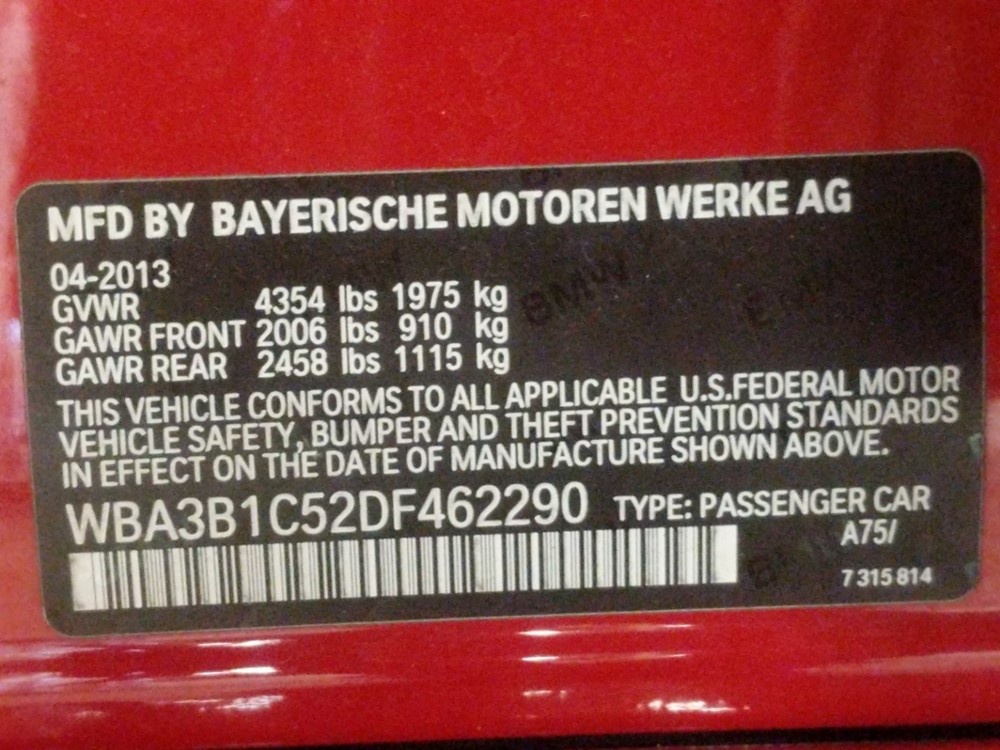 MFD BY BAYERISCHE MOTOREN WERKE AG
04-2013
GVWR 4354 lbs 1975 kg
GAWR FRONT 2006 lbs 910 kg
GAWR REAR 2458 lbs 1115 kg
THIS VEHICLE CONFORMS TO ALL APPLICABLE U.S.FEDERAL MOTOR
VEHICLE SAFETY, BUMPER AND THEFT PREVENTION STANDARDS
IN EFFECT ON THE DATE OF MANUFACTURE SHOWN ABOVE.
WBA3B1C52DF462290 TYPE: PASSENGER CAR
A75/
7 315 814
BMW